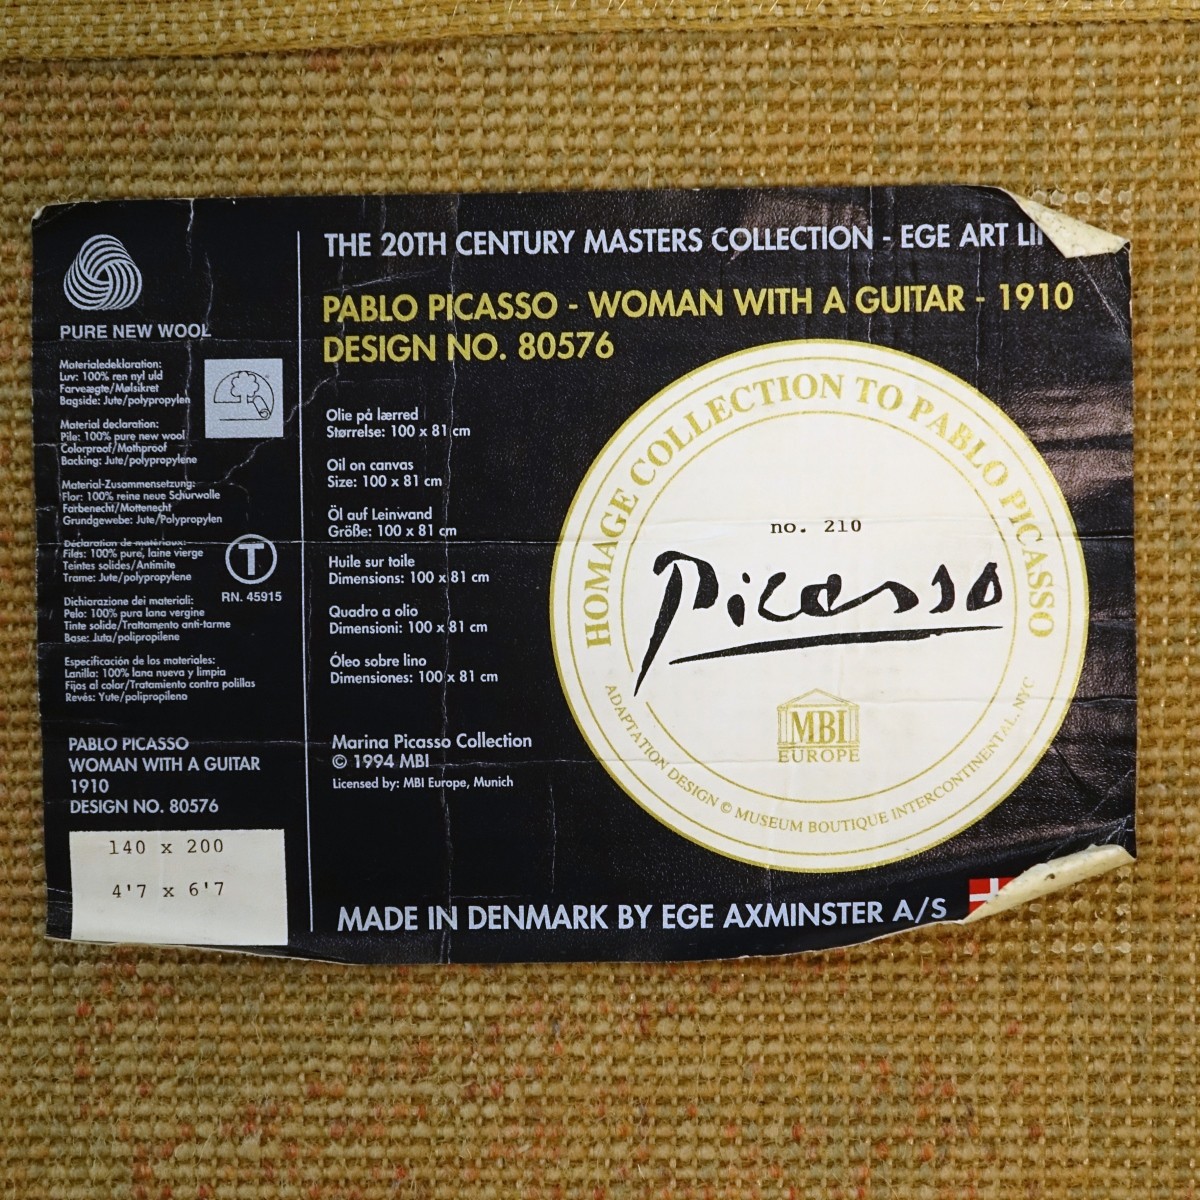 PURE NEW WOOL
Materialedeklaration:
Luv: 100% ren nyl uld
Farveægte/Mølsikret
Bagside: Jute/polypropylen
Material declaration:
Pile: 100% pure new wool
Colorproof/Mothproof
Backing: Jute/polypropylene
Material-Zusammensetzung:
Flor: 100% reine neue Schurwolle
Farbenecht/Mottenecht
Grundgewebe: Jute/Polypropylen
Déclaration de matériaux:
Files: 100% pure, laine vierge
Teintes solides/Antimite
Trame: Jute/polypropylene
T
RN. 45915
Dichiarazione dei materiali:
Pelo: 100% pura lana vergine
Tinte solide/Trattamento anti-tarme
Base: Juta/polipropilene
Especificación de los materiales:
Lanilla: 100% lana nueva y limpia
Fijos al color/Tratamiento contra polillas
Revés: Yute/polipropileno
PABLO PICASSO
WOMAN WITH A GUITAR
1910
DESIGN NO. 80576
140 x 200
4'7 x 6'7
THE 20TH CENTURY MASTERS COLLECTION - EGE ART
PABLO PICASSO - WOMAN WITH A GUITAR - 1910
DESIGN NO. 80576
Olie på lærred
Størrelse: 100 x 81 cm
Oil on canvas
Size: 100 x 81 cm
Öl auf Leinwand
Größe: 100 x 81 cm
Huile sur toile
Dimensions: 100 x 81 cm
Quadro a olio
Dimensioni: 100 x 81 cm
Óleo sobre lino
Dimensiones: 100 x 81 cm
Marina Picasso Collection
© 1994 MBI
Licensed by: MBI Europe, Munich
HOMAGE COLLECTION TO PABLO PICASSO
no. 210
Picasso
MBI
EUROPE
ADAPTATION DESIGN © MUSEUM BOUTIQUE INTERCONTINENTAL, NYC
MADE IN DENMARK BY EGE AXMINSTER A/S